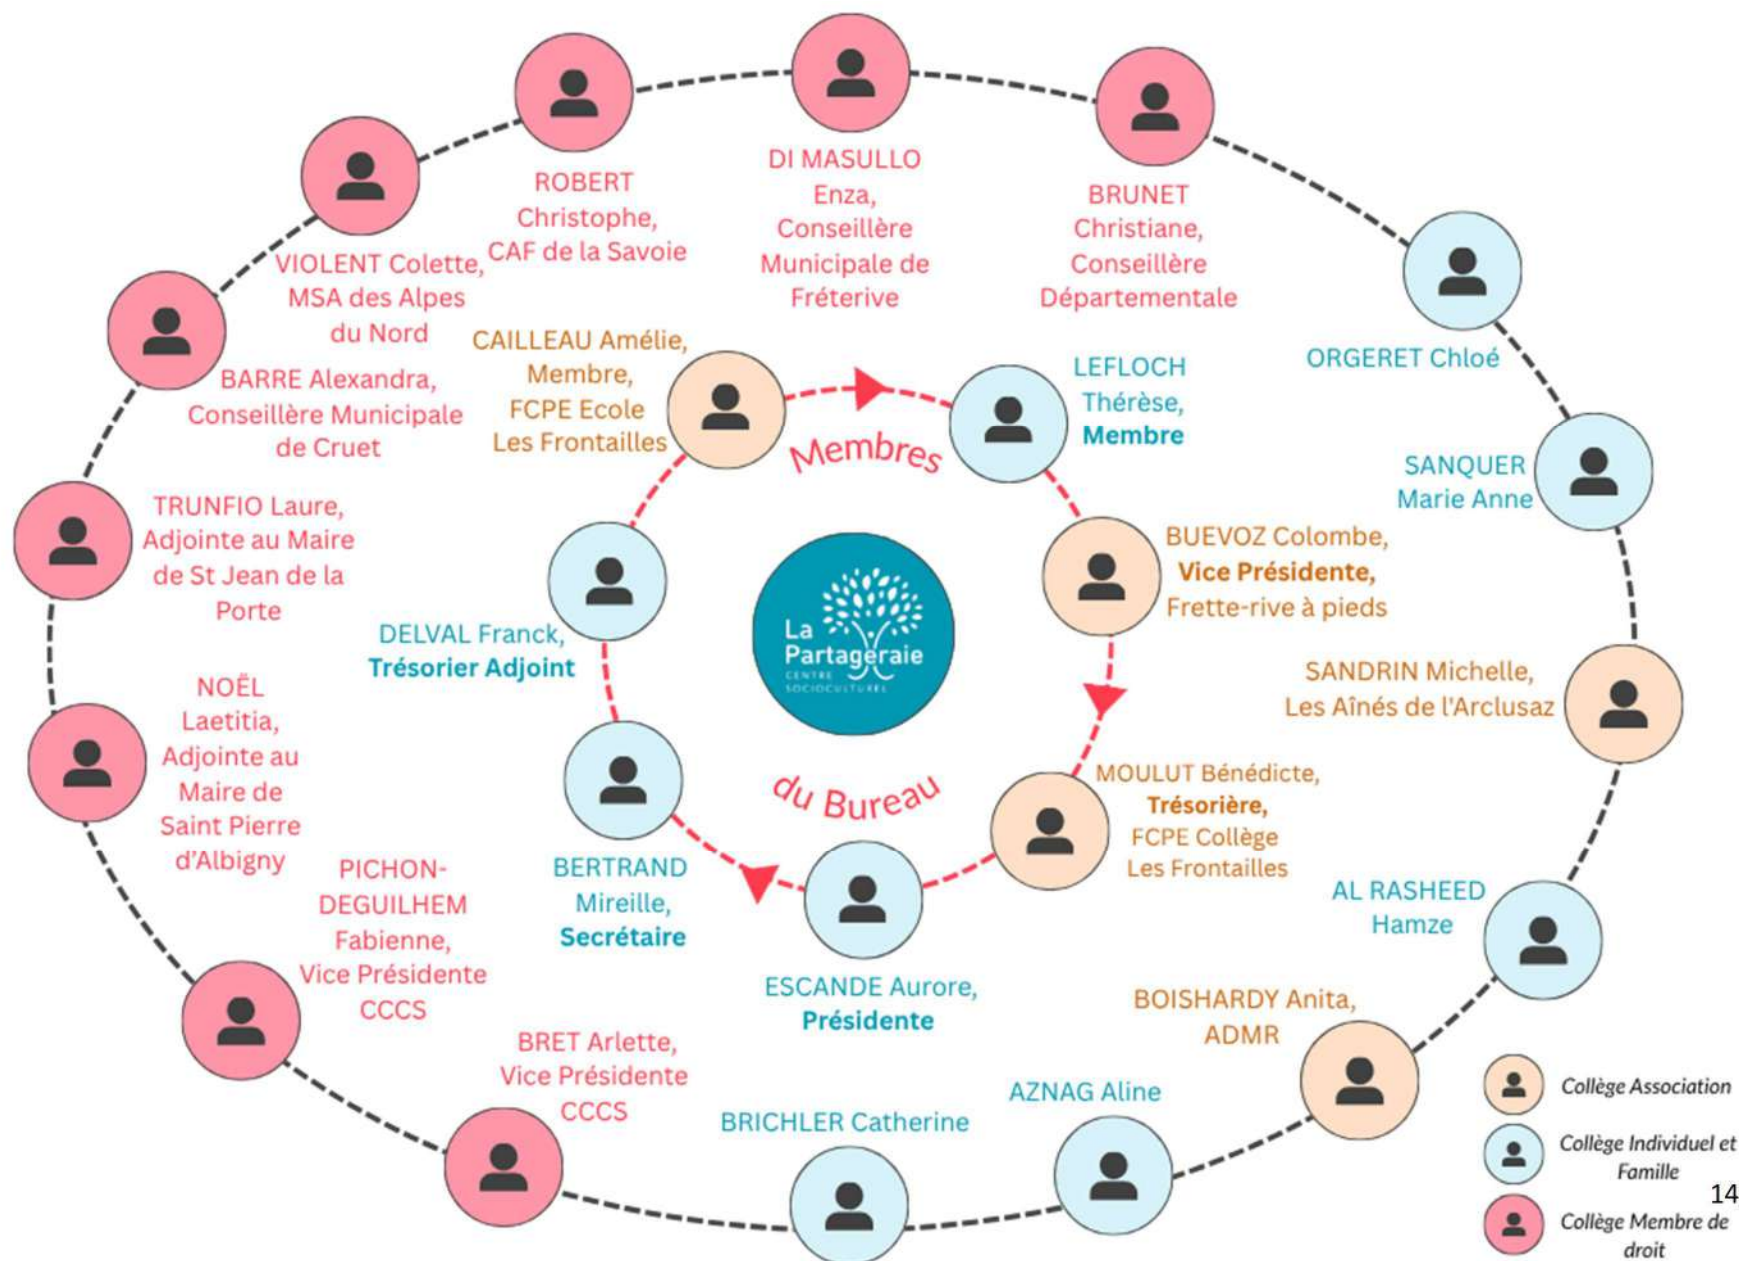 ROBERT
Christophe,
CAF de la Savoie
DI MASULLO
Enza,
Conseillère
Municipale de
Fréterive
BRUNET
Christiane,
Conseillère
Départementale
VIOLENT Colette,
MSA des Alpes
du Nord
ORGERET Chloé
BARRE Alexandra,
Conseillère Municipale
de Cruet
CAILLEAU Amélie,
Membre,
FCPE Ecole
Les Frontailles
LEFLOCH
Thérèse,
Membre
Membres
SANQUER
Marie Anne
TRUNFIO Laure,
Adjointe au Maire
de St Jean de la
Porte
BUEVOZ Colombe,
Vice Présidente,
Frette-rive à pieds
DELVAL Franck,
Trésorier Adjoint
La
Partageraie
CENTRE
SOCIOCULTUREL
SANDRIN Michelle,
Les Aînés de l'Arclusaz
NOËL
Laetitia,
Adjointe au
Maire de
Saint Pierre
d'Albigny
du Bureau
MOULUT Bénédicte,
Trésorière,
FCPE Collège
Les Frontailles
BERTRAND
Mireille,
Secrétaire
PICHON-
DEGUILHEM
Fabienne,
Vice Présidente
CCCS
ESCANDE Aurore,
Présidente
AL RASHEED
Hamze
BOISHARDY Anita,
ADMR
BRET Arlette,
Vice Présidente
CCCS
BRICHLER Catherine
AZNAG Aline
Collège Association
Collège Individuel et
Famille
14
Collège Membre de
droit